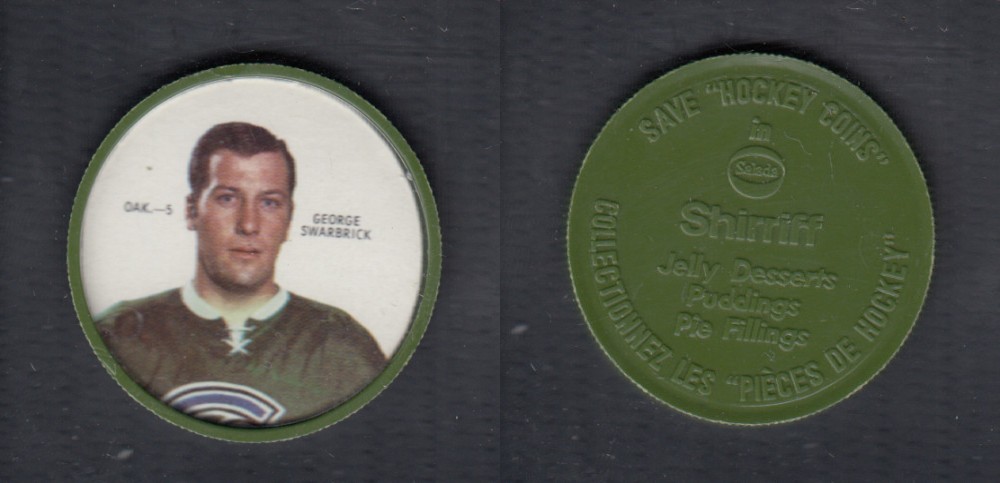 OAK.—5
GEORGE
SWARBRICK
SAVE "HOCKEY COINS"
in
Salada
Shirriff
Jelly Desserts
Puddings
Pie Fillings
COLLECTIONNEZ LES "PIÈCES DE HOCKEY"